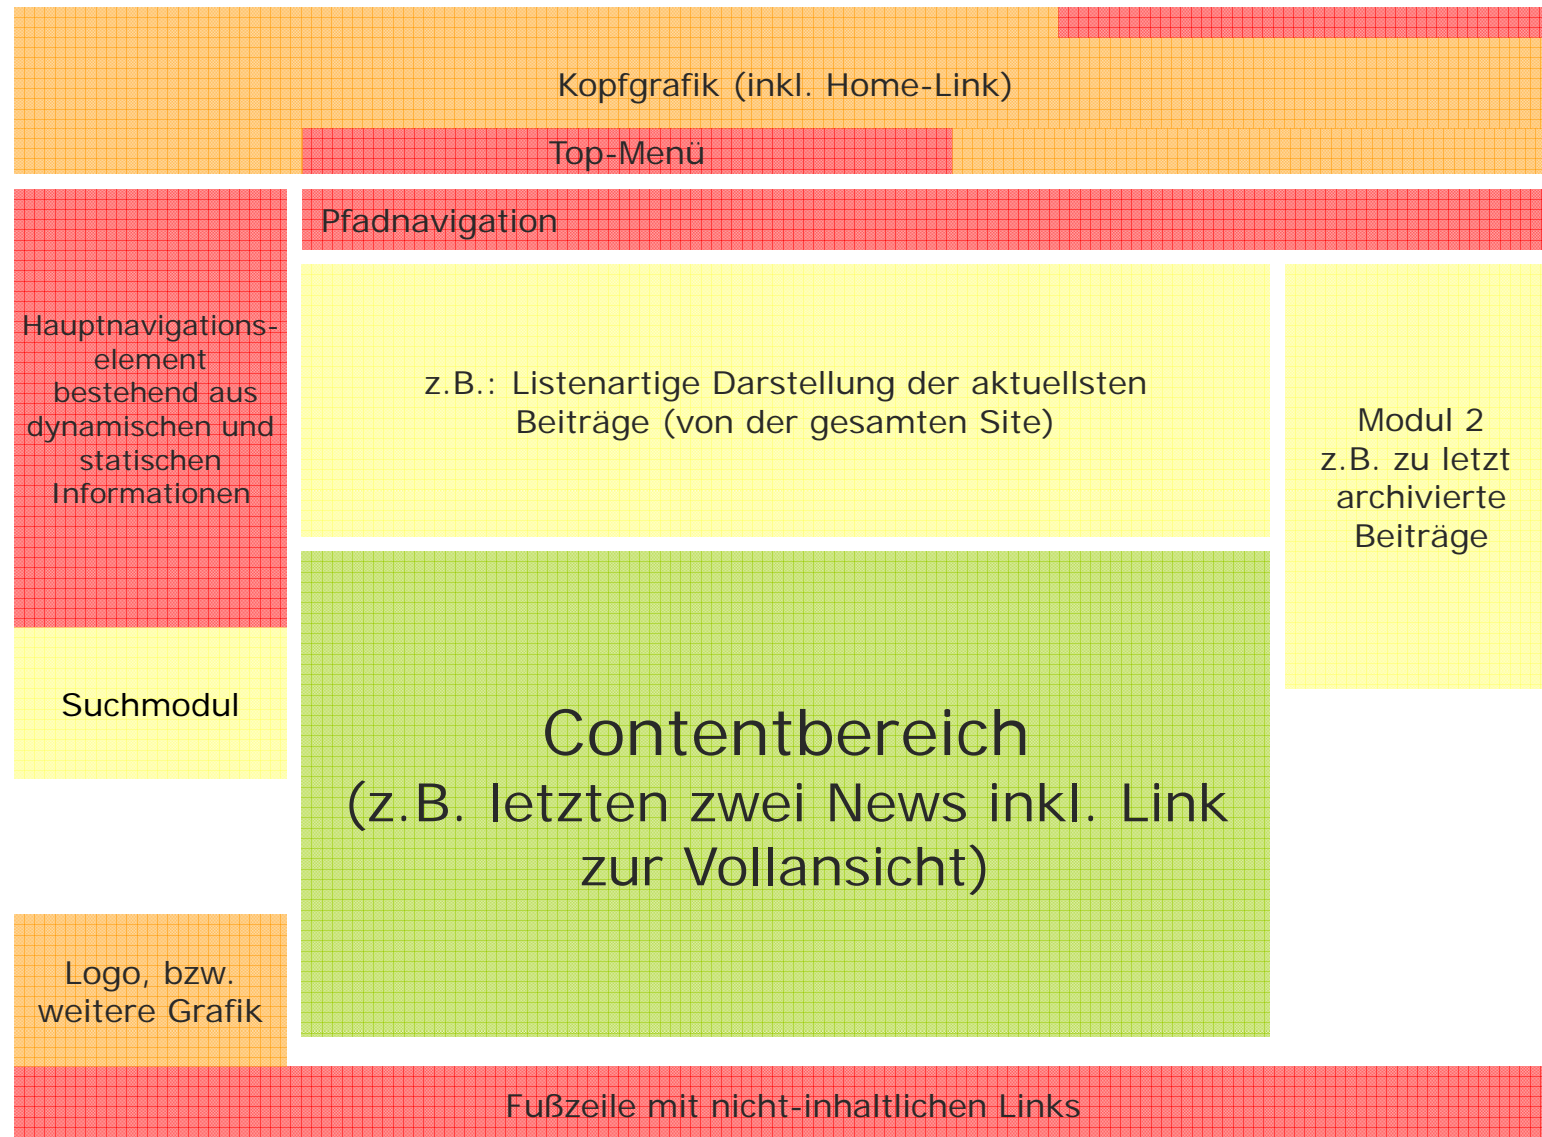 Kopfgrafik (inkl. Home-Link)
Top-Menü
Pfadnavigation
Hauptnavigations-
element
bestehend aus
dynamischen und
statischen
Informationen
z.B.: Listenartige Darstellung der aktuellsten
Beiträge (von der gesamten Site)
Modul 2
z.B. zu letzt
archivierte
Beiträge
Suchmodul
Contentbereich
(z.B. letzten zwei News inkl. Link
zur Vollansicht)
Logo, bzw.
weitere Grafik
Fußzeile mit nicht-inhaltlichen Links